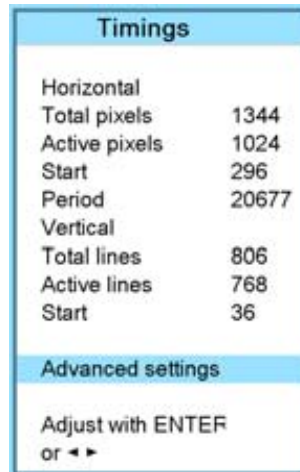 Timings
Horizontal
Total pixels 1344
Active pixels 1024
Start 296
Period 20677
Vertical
Total lines 806
Active lines 768
Start 36
Advanced settings
Adjust with ENTER
or ◄ ►